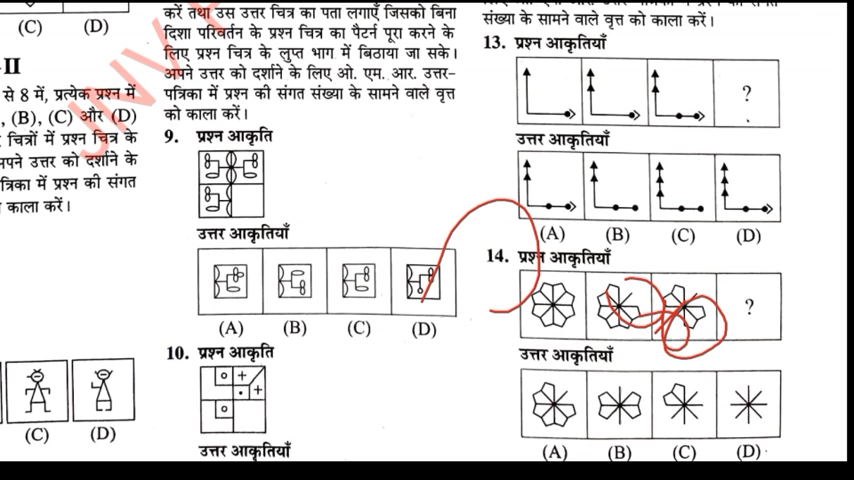 (C) (D)
-II
से 8 में, प्रत्येक प्रश्न में
, (B), (C) और (D)
चित्रों में प्रश्न चित्र के
पने उत्तर को दर्शाने के
त्रिका में प्रश्न की संगत
काला करें।
JNV
(C) (D)
करें तथा उस उत्तर चित्र का पता लगाएँ जिसको बिना
दिशा परिवर्तन के प्रश्न चित्र का पैटर्न पूरा करने के
लिए प्रश्न चित्र के लुप्त भाग में बिठाया जा सके।
अपने उत्तर को दर्शाने के लिए ओ. एम. आर. उत्तर-
पत्रिका में प्रश्न की संगत संख्या के सामने वाले वृत्त
को काला करें।
9. प्रश्न आकृति
उत्तर आकृतियाँ
(A) (B) (C) (D)
10. प्रश्न आकृति
उत्तर आकृतियाँ
संख्या के सामने वाले वृत्त को काला करें।
13. प्रश्न आकृतियाँ
?
उत्तर आकृतियाँ
(A) (B) (C) (D)
14. प्रश्न आकृतियाँ
?
उत्तर आकृतियाँ
(A) (B) (C) (D)